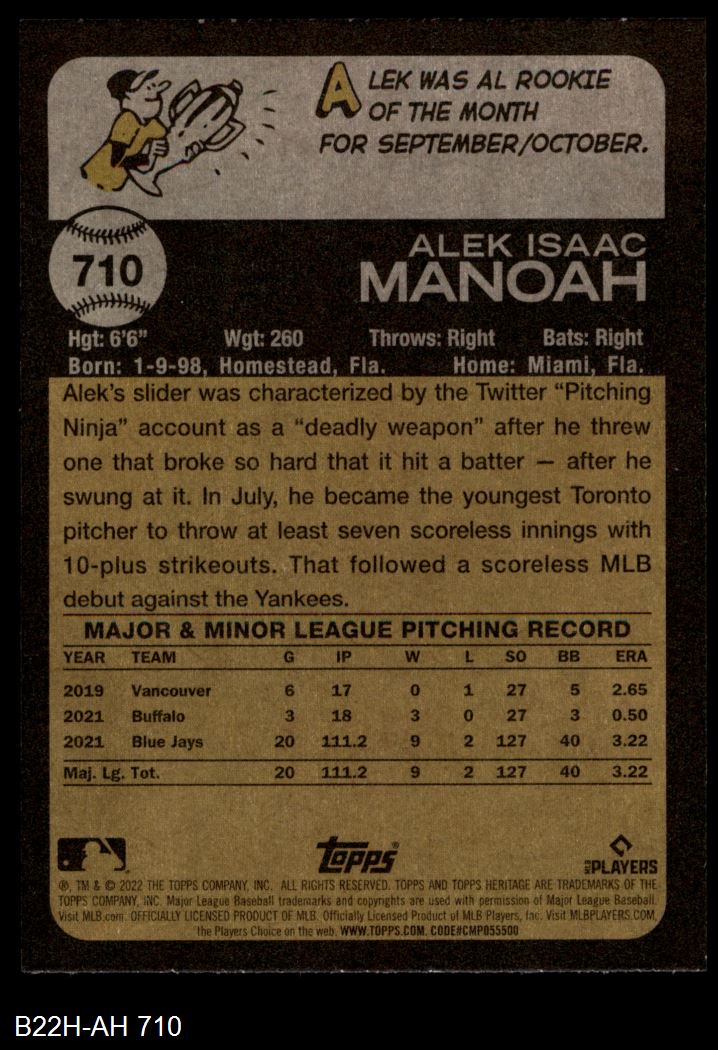 ALEK WAS AL ROOKIE
OF THE MONTH
FOR SEPTEMBER/OCTOBER.
710
ALEK ISAAC
MANOAH
Hgt: 6'6" Wgt: 260 Throws: Right Bats: Right
Born: 1-9-98, Homestead, Fla. Home: Miami, Fla.
Alek's slider was characterized by the Twitter "Pitching
Ninja" account as a "deadly weapon" after he threw
one that broke so hard that it hit a batter — after he
swung at it. In July, he became the youngest Toronto
pitcher to throw at least seven scoreless innings with
10-plus strikeouts. That followed a scoreless MLB
debut against the Yankees.
MAJOR & MINOR LEAGUE PITCHING RECORD
YEAR TEAM G IP W L SO BB ERA
2019 Vancouver 6 17 0 1 27 5 2.65
2021 Buffalo 3 18 3 0 27 3 0.50
2021 Blue Jays 20 111.2 9 2 127 40 3.22
Maj. Lg. Tot. 20 111.2 9 2 127 40 3.22
Topps® PLAYERS
®, TM & © 2022 THE TOPPS COMPANY, INC. ALL RIGHTS RESERVED. TOPPS AND TOPPS HERITAGE ARE TRADEMARKS OF THE
TOPPS COMPANY, INC. Major League Baseball trademarks and copyrights are used with permission of Major League Baseball.
Visit MLB.com. OFFICIALLY LICENSED PRODUCT OF MLB. Officially Licensed Product of MLB Players, Inc. Visit MLBPLAYERS.COM,
the Players Choice on the web. WWW.TOPPS.COM. CODE#CMP055500
B22H-AH 710